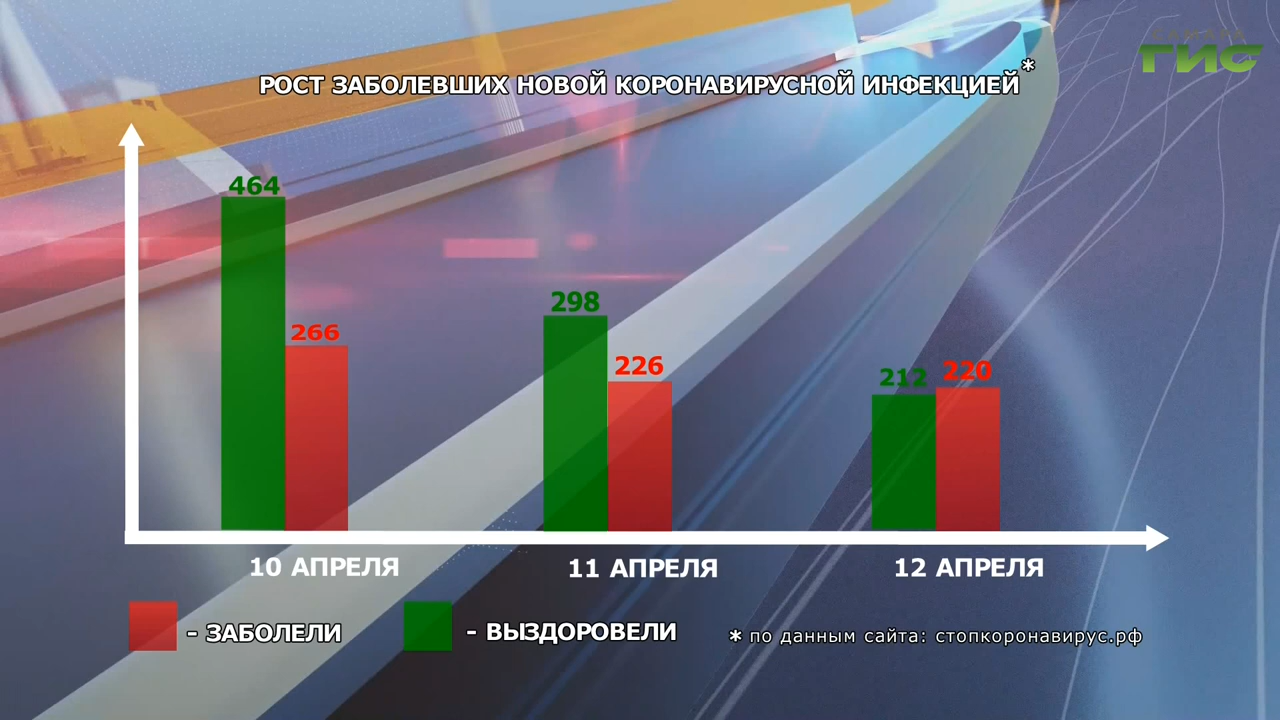 САМАРА
ГИС
РОСТ ЗАБОЛЕВШИХ НОВОЙ КОРОНАВИРУСНОЙ ИНФЕКЦИЕЙ*
464
266
298
226
212
220
10 АПРЕЛЯ
11 АПРЕЛЯ
12 АПРЕЛЯ
- ЗАБОЛЕЛИ
- ВЫЗДОРОВЕЛИ
* по данным сайта: стопкоронавирус.рф